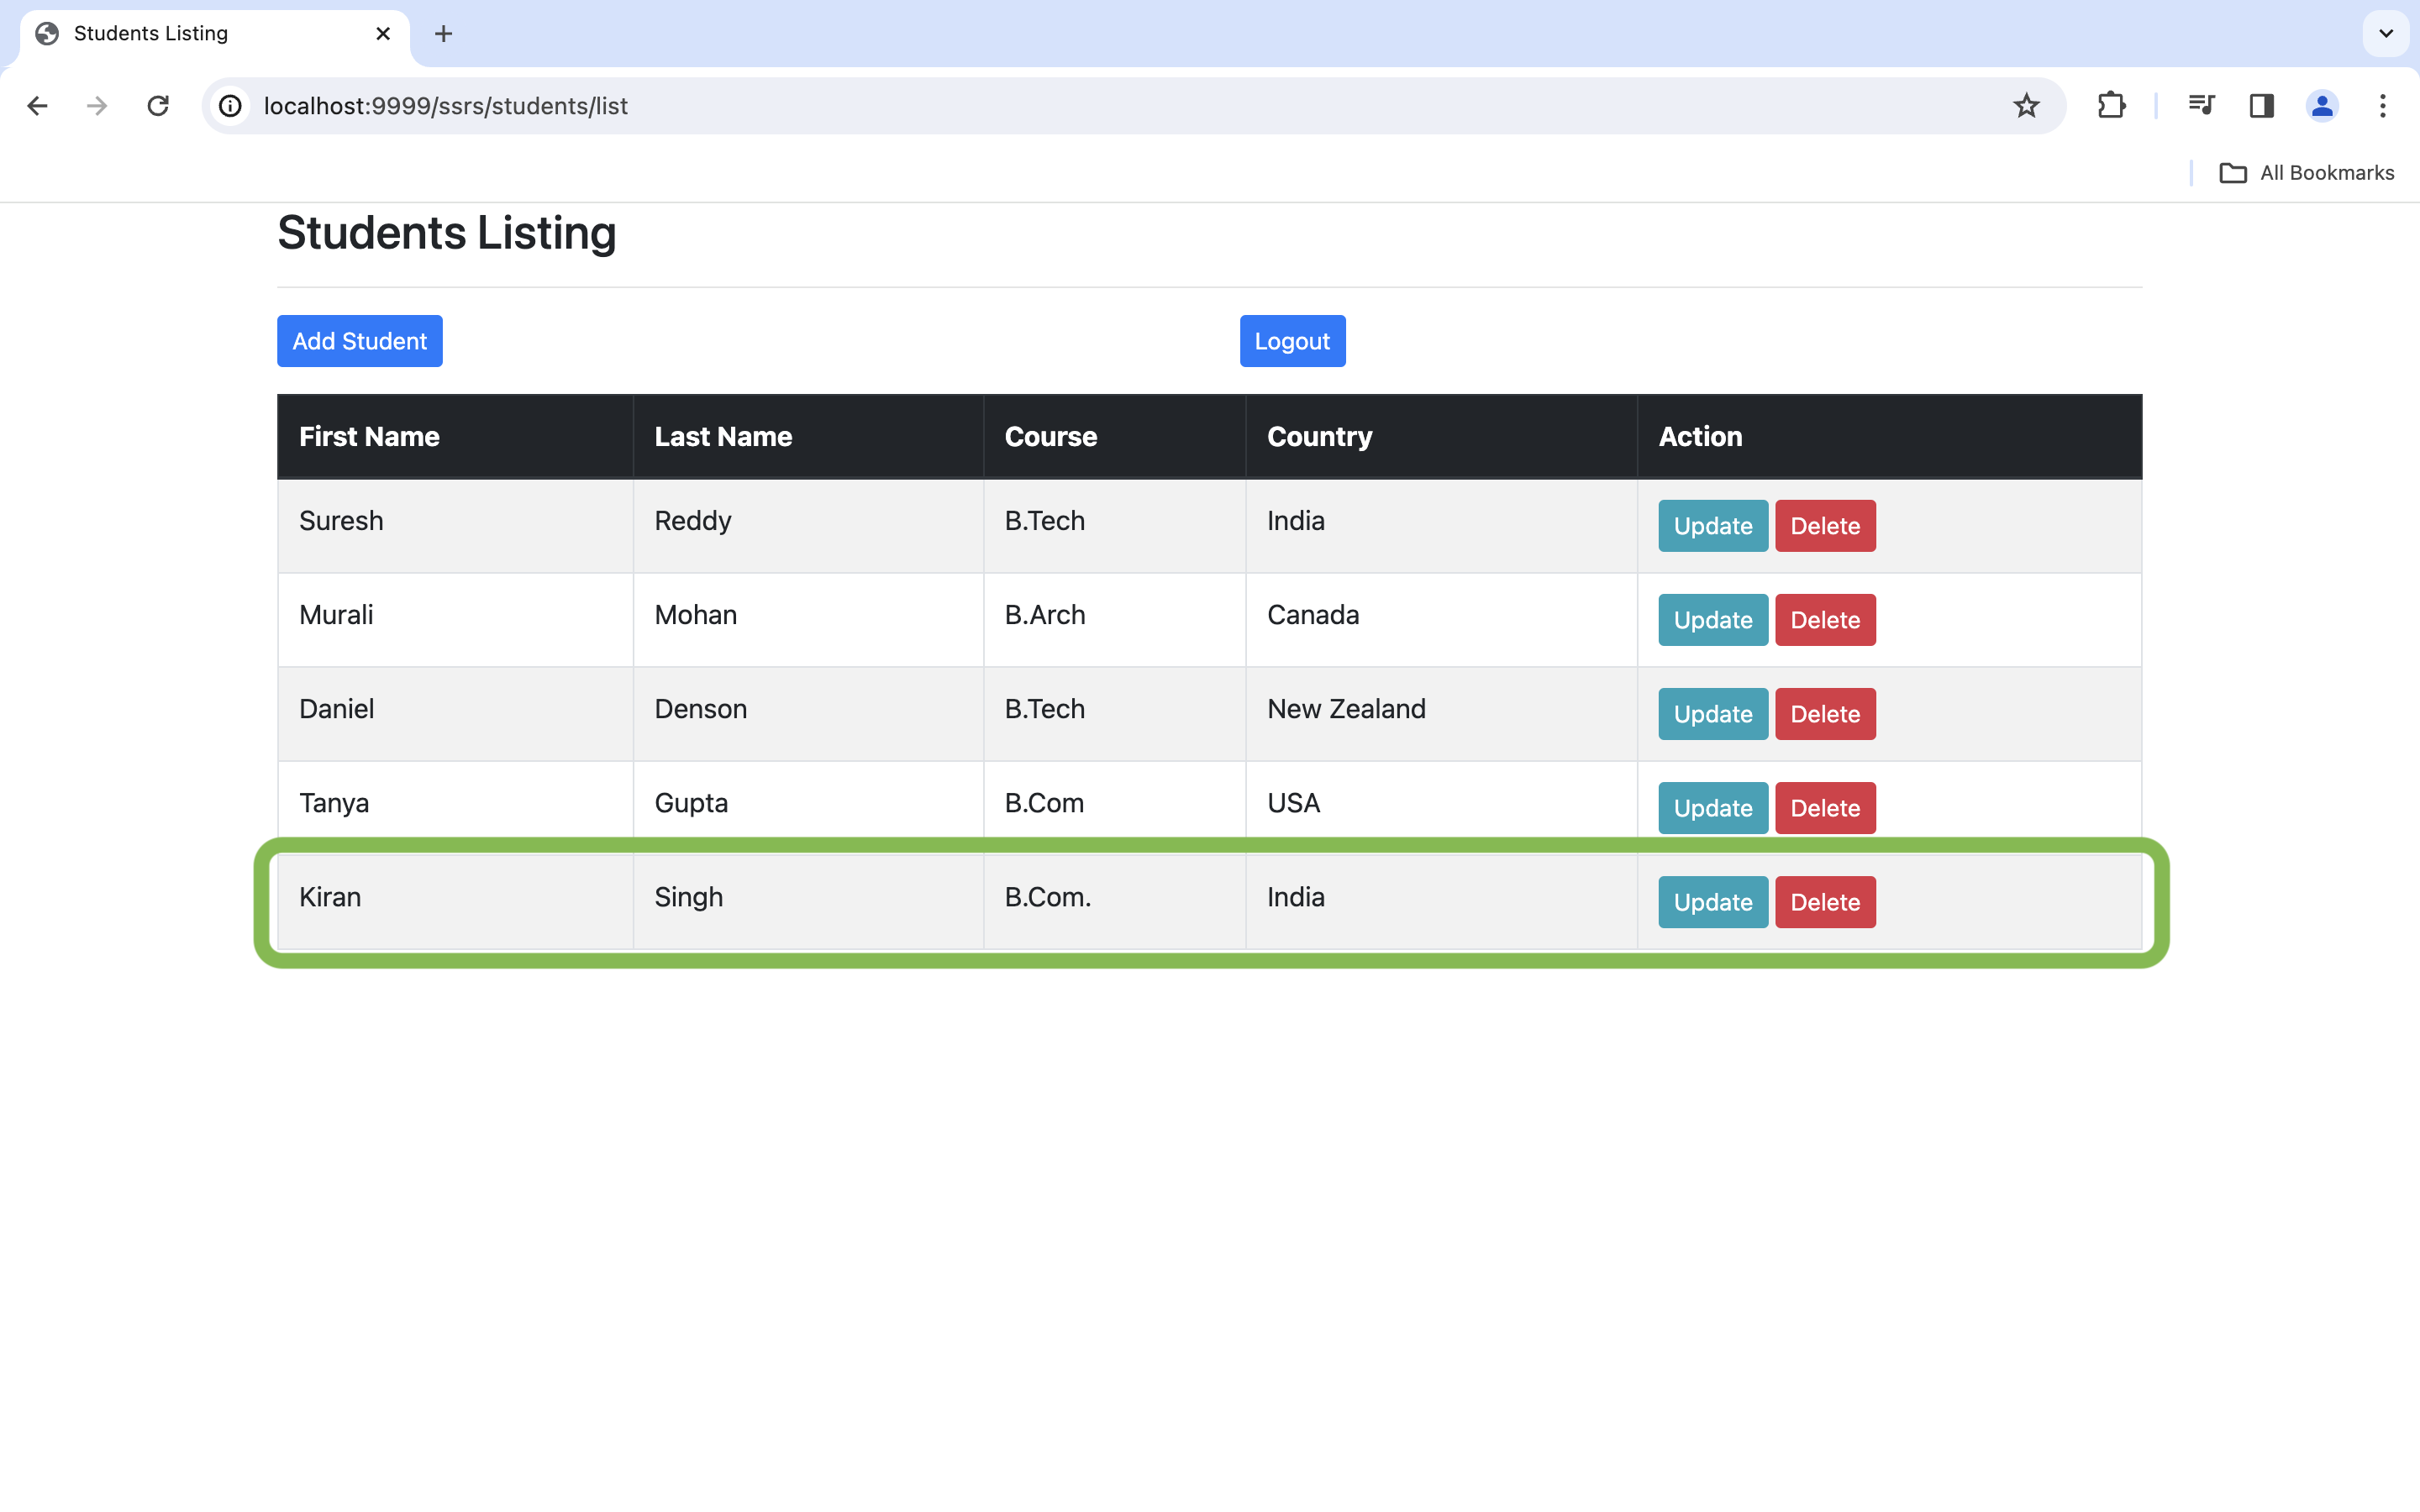 Students Listing
localhost:9999/ssrs/students/list
All Bookmarks
Students Listing
Add Student Logout
First Name Last Name Course Country Action
Suresh Reddy B.Tech India Update Delete
Murali Mohan B.Arch Canada Update Delete
Daniel Denson B.Tech New Zealand Update Delete
Tanya Gupta B.Com USA Update Delete
Kiran Singh B.Com. India Update Delete